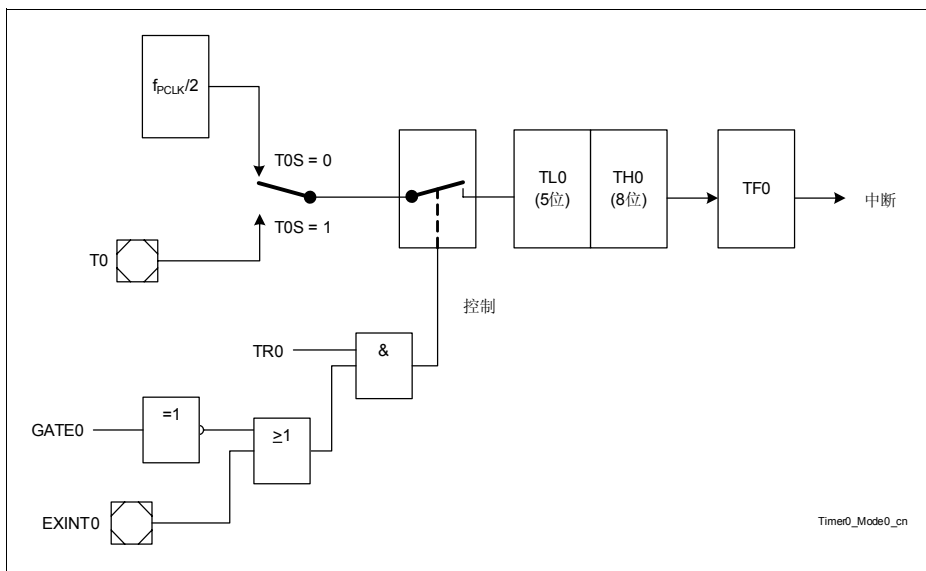 fPCLK/2
T0S = 0
T0S = 1
T0
TL0
(5位)
TH0
(8位)
TF0
中断
控制
TR0
&
=1
GATE0
≥1
EXINT0
Timer0_Mode0_cn